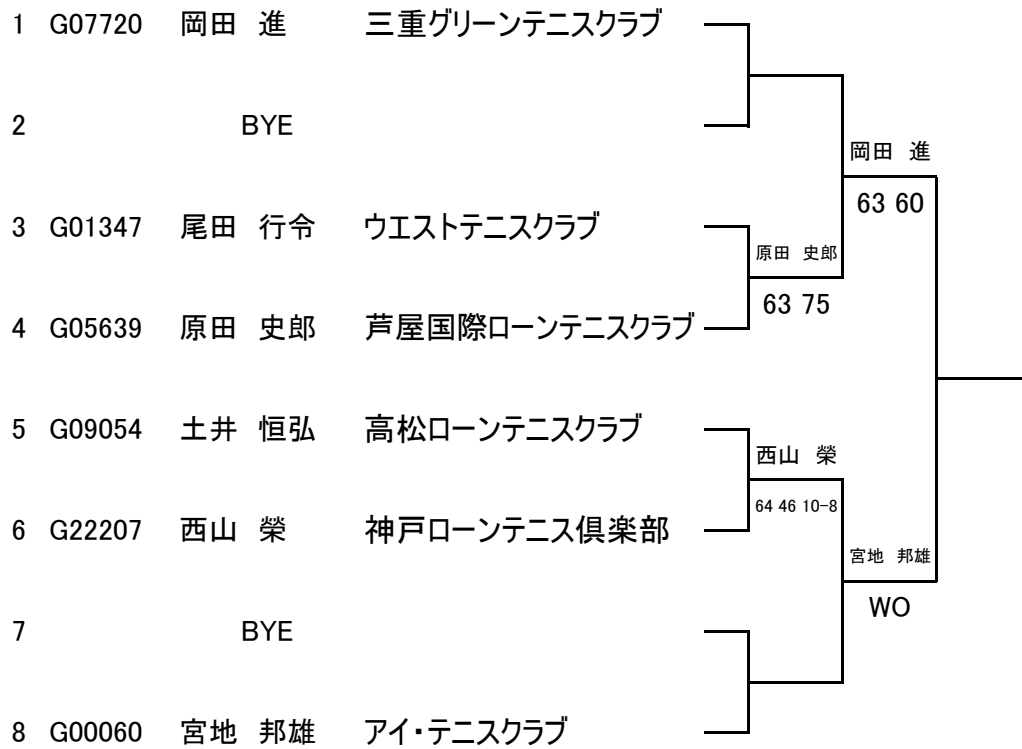 1 G07720 岡田 進 三重グリーンテニスクラブ
2 BYE
岡田 進
63 60
3 G01347 尾田 行令 ウエストテニスクラブ
原田 史郎
63 75
4 G05639 原田 史郎 芦屋国際ローンテニスクラブ
5 G09054 土井 恒弘 高松ローンテニスクラブ
西山 榮
64 46 10-8
6 G22207 西山 榮 神戸ローンテニス倶楽部
宮地 邦雄
WO
7 BYE
8 G00060 宮地 邦雄 アイ・テニスクラブ